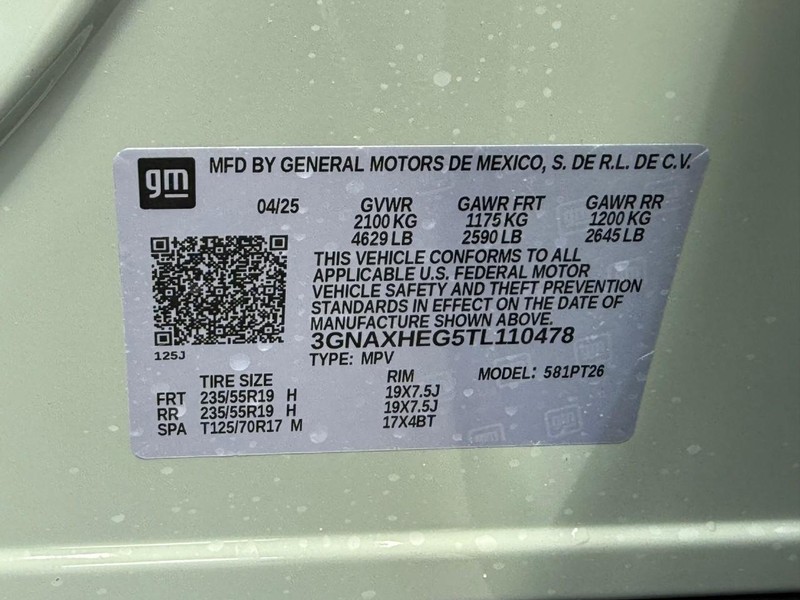 gm MFD BY GENERAL MOTORS DE MEXICO, S. DE R.L. DE C.V.
04/25 GVWR GAWR FRT GAWR RR
2100 KG 1175 KG 1200 KG
4629 LB 2590 LB 2645 LB
THIS VEHICLE CONFORMS TO ALL
APPLICABLE U.S. FEDERAL MOTOR
VEHICLE SAFETY AND THEFT PREVENTION
STANDARDS IN EFFECT ON THE DATE OF
MANUFACTURE SHOWN ABOVE.
3GNAXHEG5TL110478
125J TYPE: MPV
TIRE SIZE RIM MODEL: 581PT26
FRT 235/55R19 H 19X7.5J
RR 235/55R19 H 19X7.5J
SPA T125/70R17 M 17X4BT